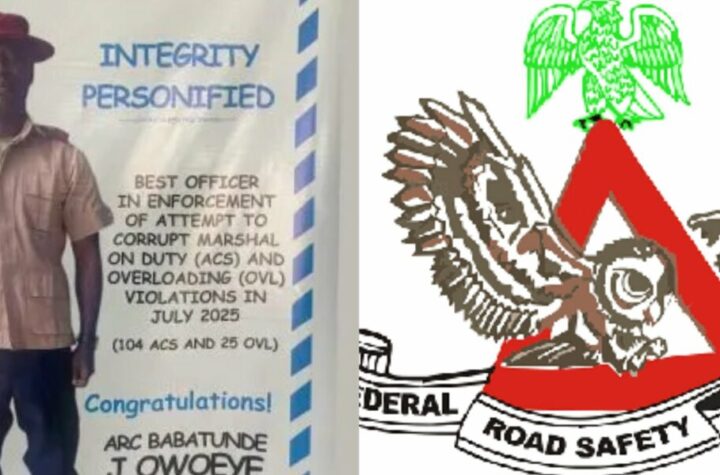 INTEGRITY
PERSONIFIED
BEST OFFICER
IN ENFORCEMENT
OF ATTEMPT TO
CORRUPT MARSHAL
ON DUTY (ACS) AND
OVERLOADING (OVL)
VIOLATIONS IN
JULY 2025
(104 ACS AND 25 OVL)
Congratulations!
ARC BABATUNDE
J. OWOEYE
EDERAL
ROAD SAFETY